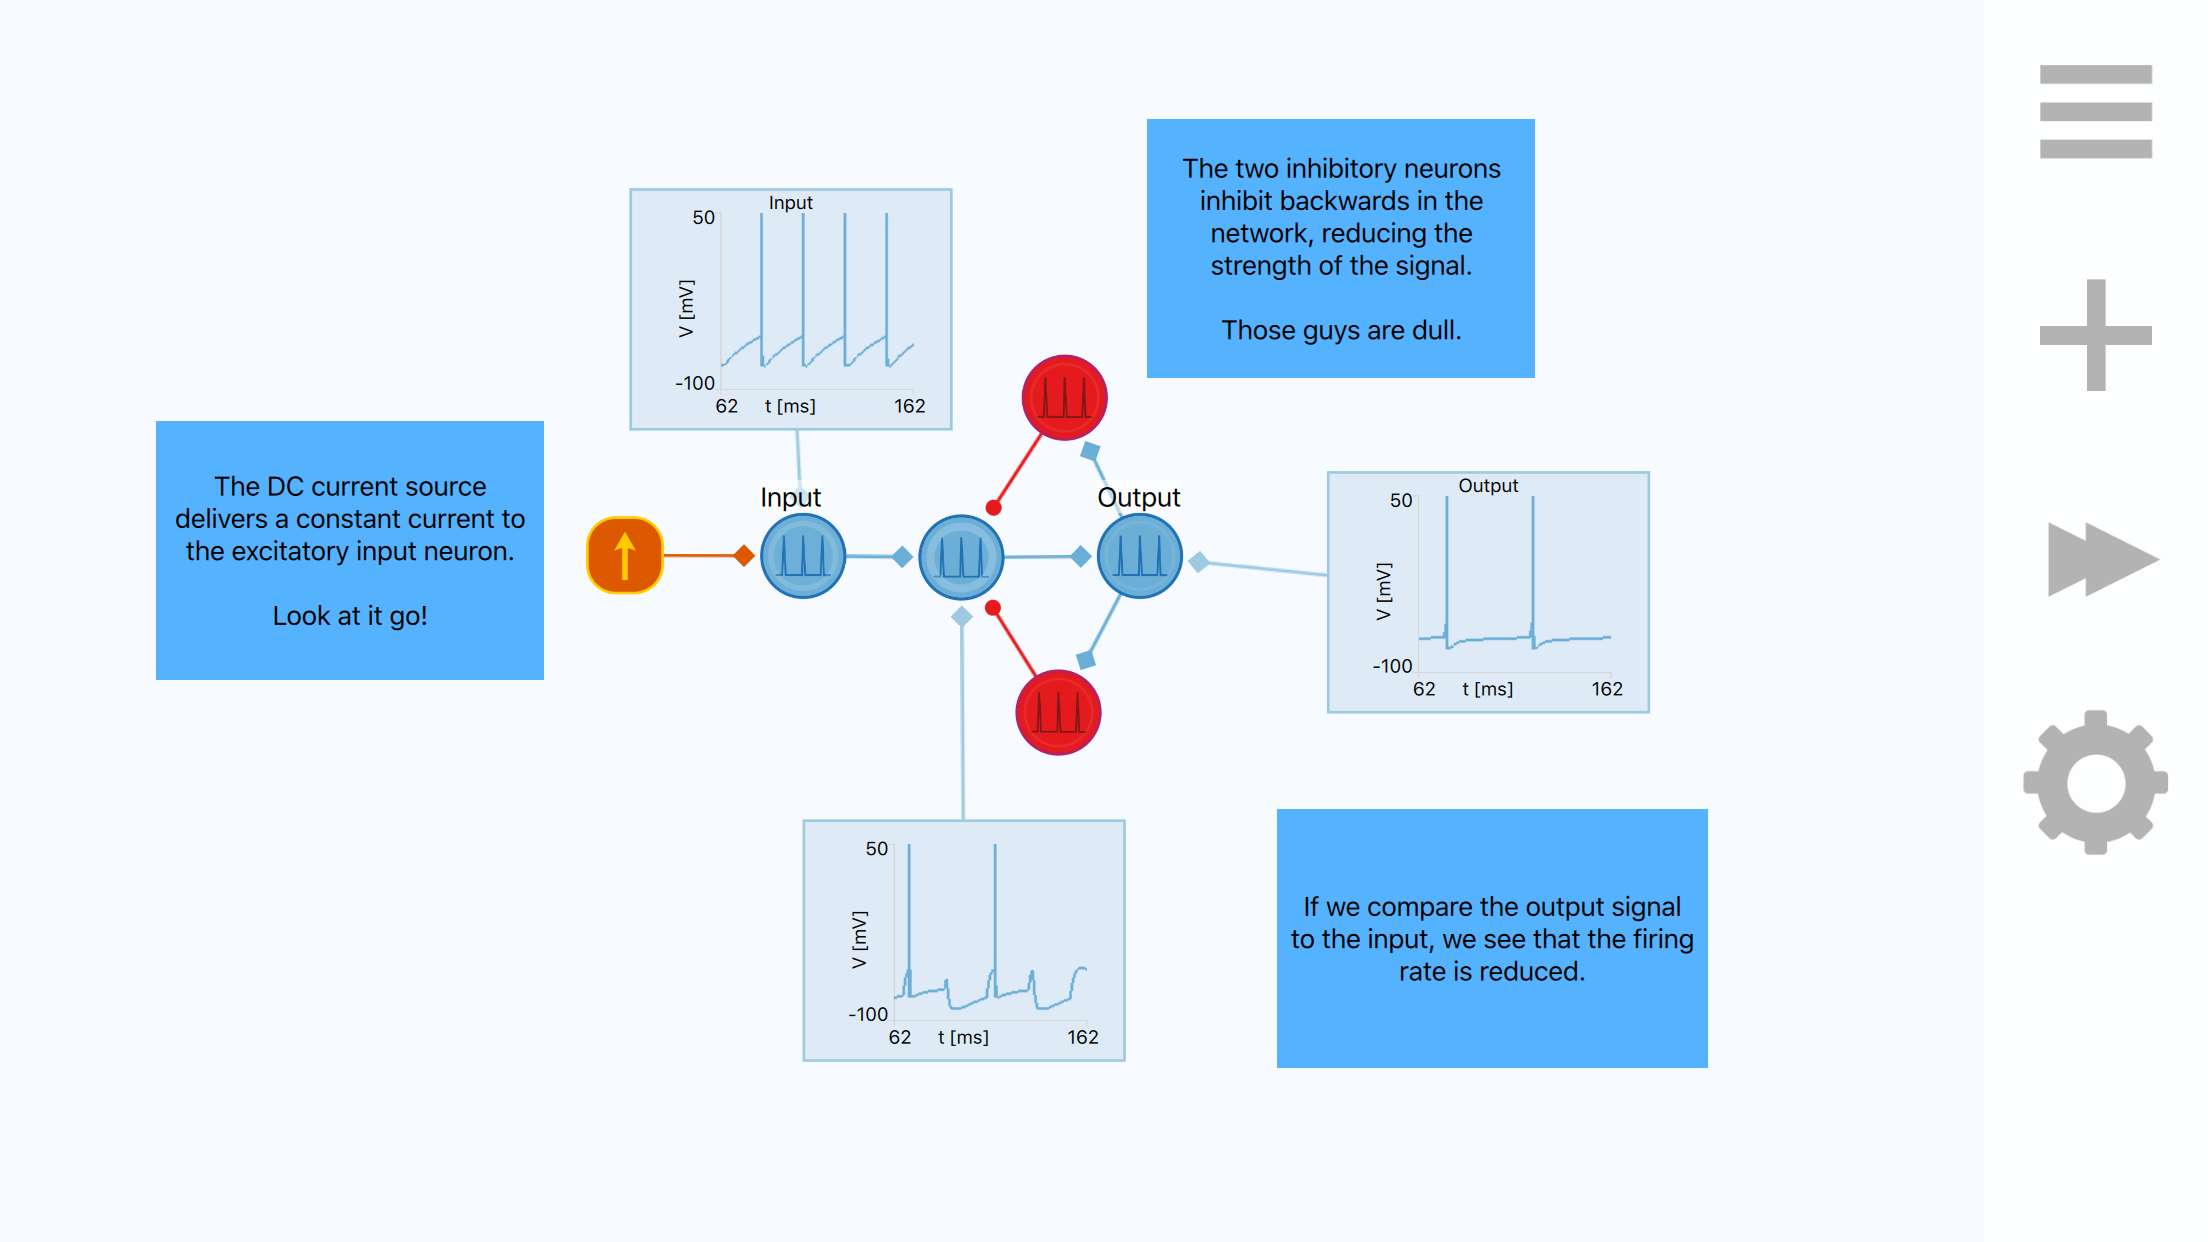 The two inhibitory neurons
inhibit backwards in the
network, reducing the
strength of the signal.
Those guys are dull.
Input
50
V [mV]
-100
62
t [ms]
162
The DC current source
delivers a constant current to
the excitatory input neuron.
Look at it go!
Input
Output
Output
50
V [mV]
-100
62
t [ms]
162
50
V [mV]
-100
62
t [ms]
162
If we compare the output signal
to the input, we see that the firing
rate is reduced.